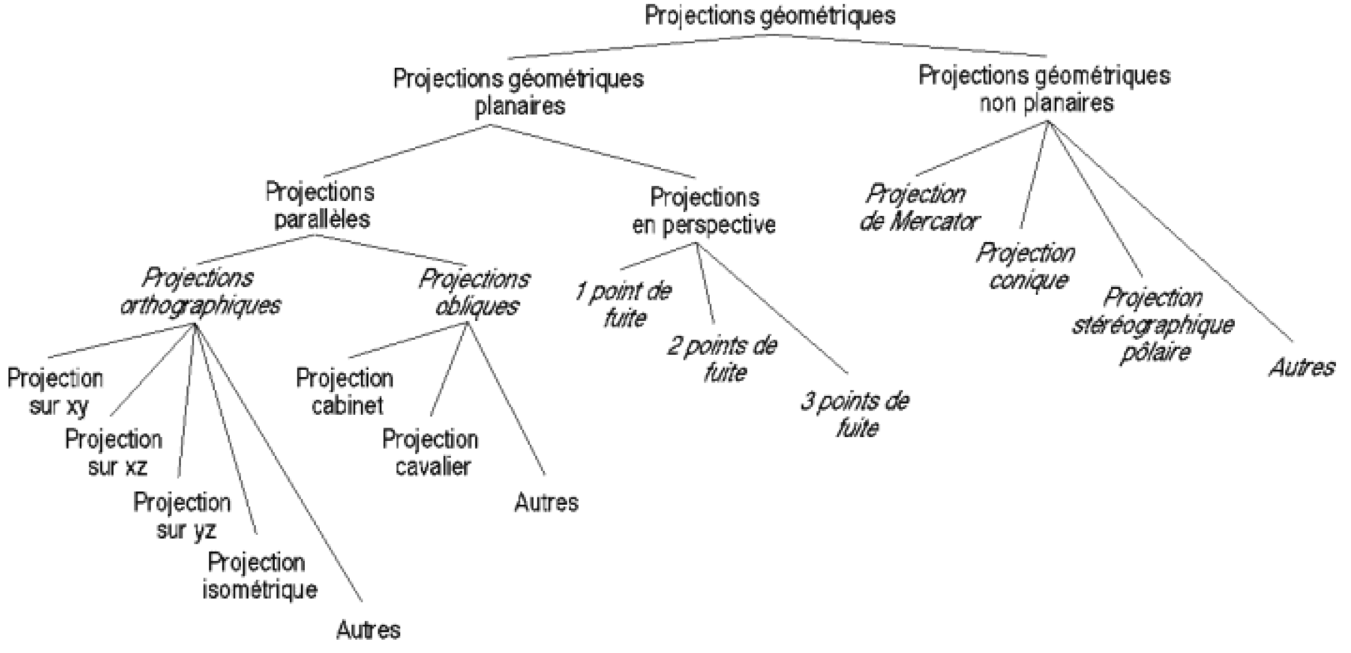 Projections géométriques
Projections géométriques
planaires
Projections géométriques
non planaires
Projections
parallèles
Projections
en perspective
Projection
de Mercator
Projection
conique
Projection
stéréographique
pôlaire
Autres
Projections
orthographiques
Projections
obliques
1 point de
fuite
2 points de
fuite
3 points de
fuite
Projection
sur xy
Projection
sur xz
Projection
sur yz
Projection
isométrique
Autres
Projection
cabinet
Projection
cavalier
Autres